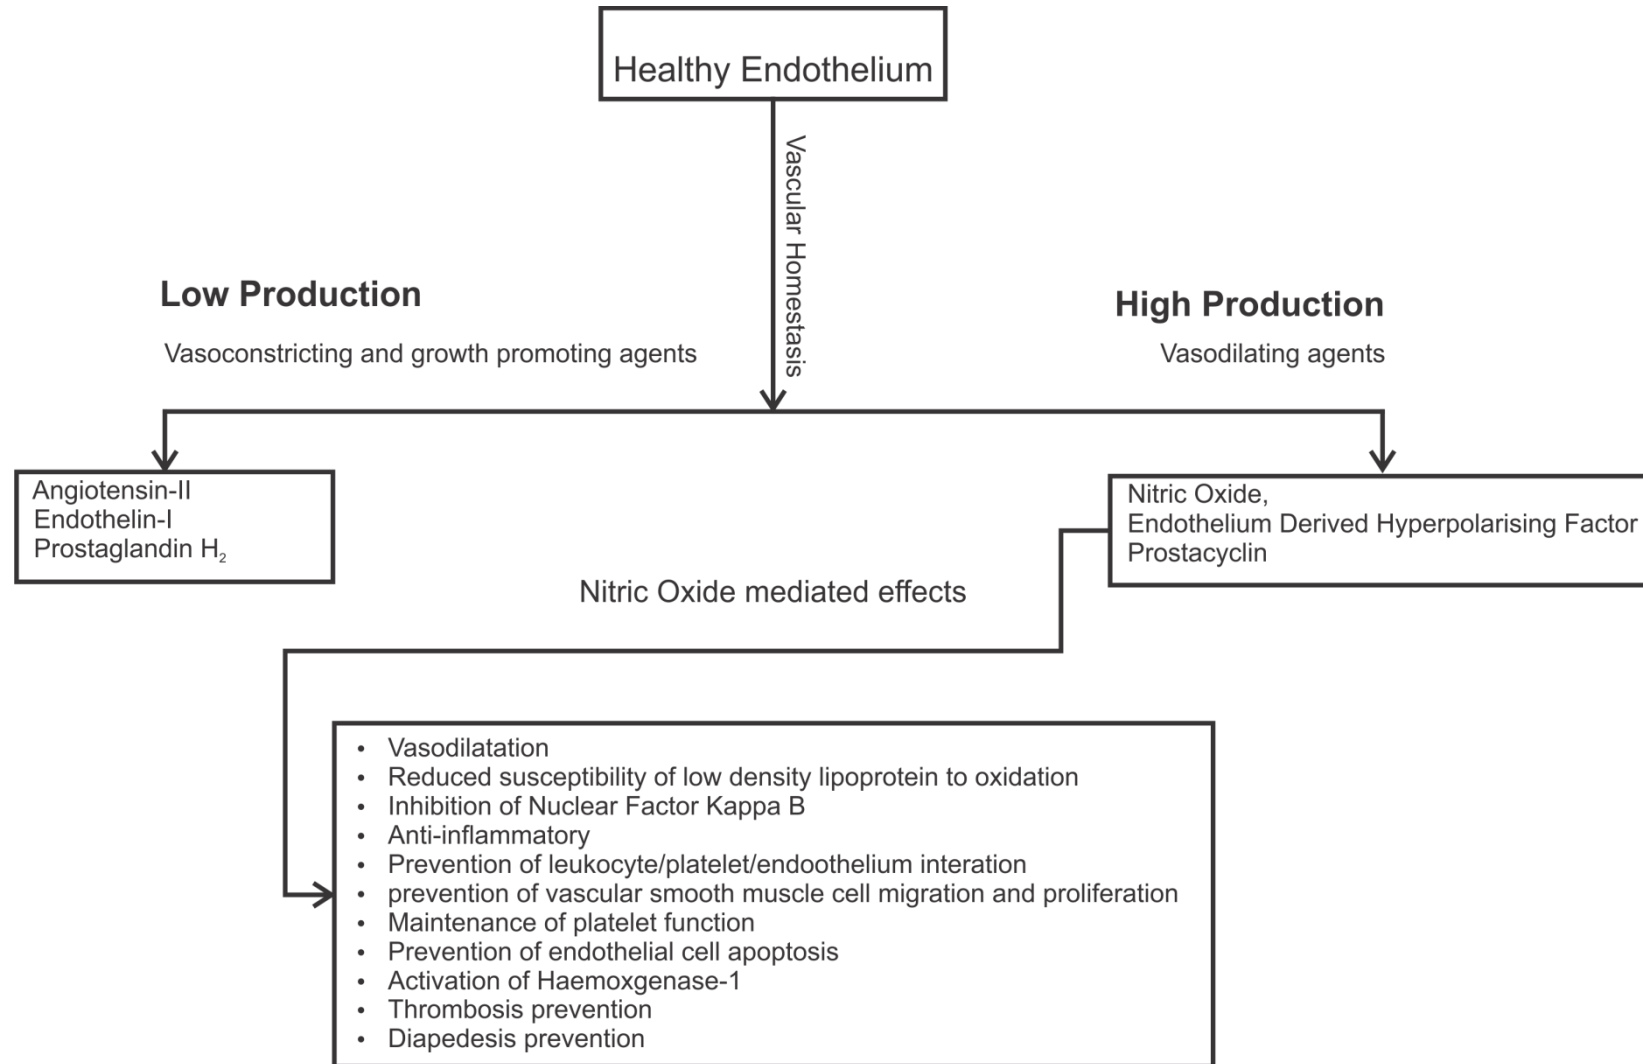 Healthy Endothelium
Vascular Homestasis
Low Production
Vasoconstricting and growth promoting agents
High Production
Vasodilating agents
Angiotensin-II
Endothelin-I
Prostaglandin H₂
Nitric Oxide,
Endothelium Derived Hyperpolarising Factor
Prostacyclin
Nitric Oxide mediated effects
• Vasodilatation
• Reduced susceptibility of low density lipoprotein to oxidation
• Inhibition of Nuclear Factor Kappa B
• Anti-inflammatory
• Prevention of leukocyte/platelet/endoothelium interation
• prevention of vascular smooth muscle cell migration and proliferation
• Maintenance of platelet function
• Prevention of endothelial cell apoptosis
• Activation of Haemoxgenase-1
• Thrombosis prevention
• Diapedesis prevention